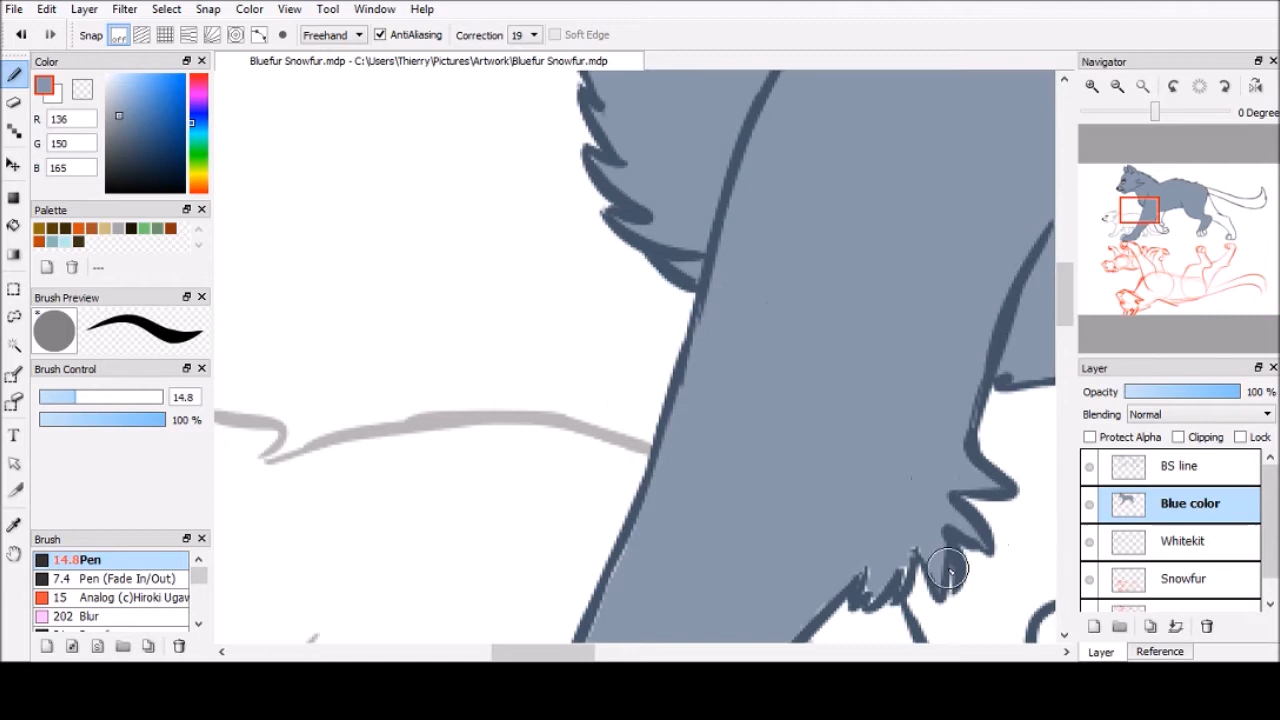 File Edit Layer Filter Select Snap Color View Tool Window Help
Snap off Freehand AntiAliasing Correction 19 Soft Edge
Color
Bluefur Snowfur.mdp - C:\Users\Thierry\Pictures\Artwork\Bluefur Snowfur.mdp
Navigator
R 136
G 150
B 165
0 Degree
Palette
---
Brush Preview
Brush Control
14.8
100 %
Layer
Opacity 100 %
Blending Normal
Protect Alpha Clipping Lock
BS line
Blue color
Whitekit
Snowfur
Brush
14.8 Pen
7.4 Pen (Fade In/Out)
15 Analog (c)Hiroki Ugaw
202 Blur
Layer Reference